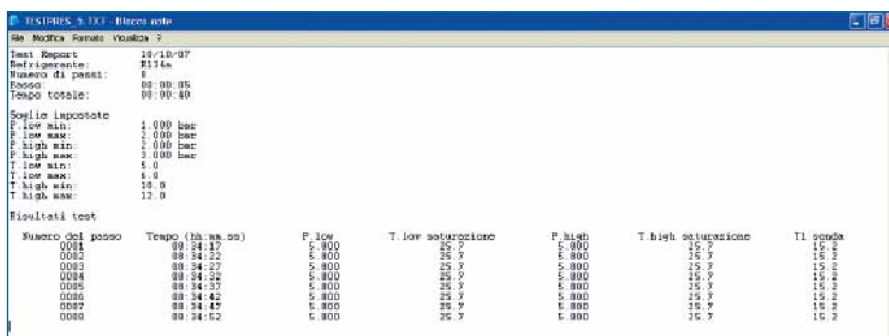 TESTPRES_5.TXT - Blocco note
File Modifica Formato Visualizza ?
Test Report 10/10/07
Refrigerante: R134a
Numero di passi: 8
Passo: 00:00:05
Tempo totale: 00:00:40
Soglie impostate
P.low min: 1.000 bar
P.low max: 2.000 bar
P.high min: 2.000 bar
P.high max: 3.000 bar
T.low min: 5.0
T.low max: 6.0
T.high min: 10.0
T.high max: 12.0
Risultati test
Numero del passo Tempo (hh:mm.ss) P.low T.low saturazione P.high T.high saturazione T1 sonda
0001 08:34:17 5.800 25.7 5.800 25.7 15.2
0002 08:34:22 5.800 25.7 5.800 25.7 15.2
0003 08:34:27 5.800 25.7 5.800 25.7 15.2
0004 08:34:32 5.800 25.7 5.800 25.7 15.2
0005 08:34:37 5.800 25.7 5.800 25.7 15.2
0006 08:34:42 5.800 25.7 5.800 25.7 15.2
0007 08:34:47 5.800 25.7 5.800 25.7 15.2
0008 08:34:52 5.800 25.7 5.800 25.7 15.2